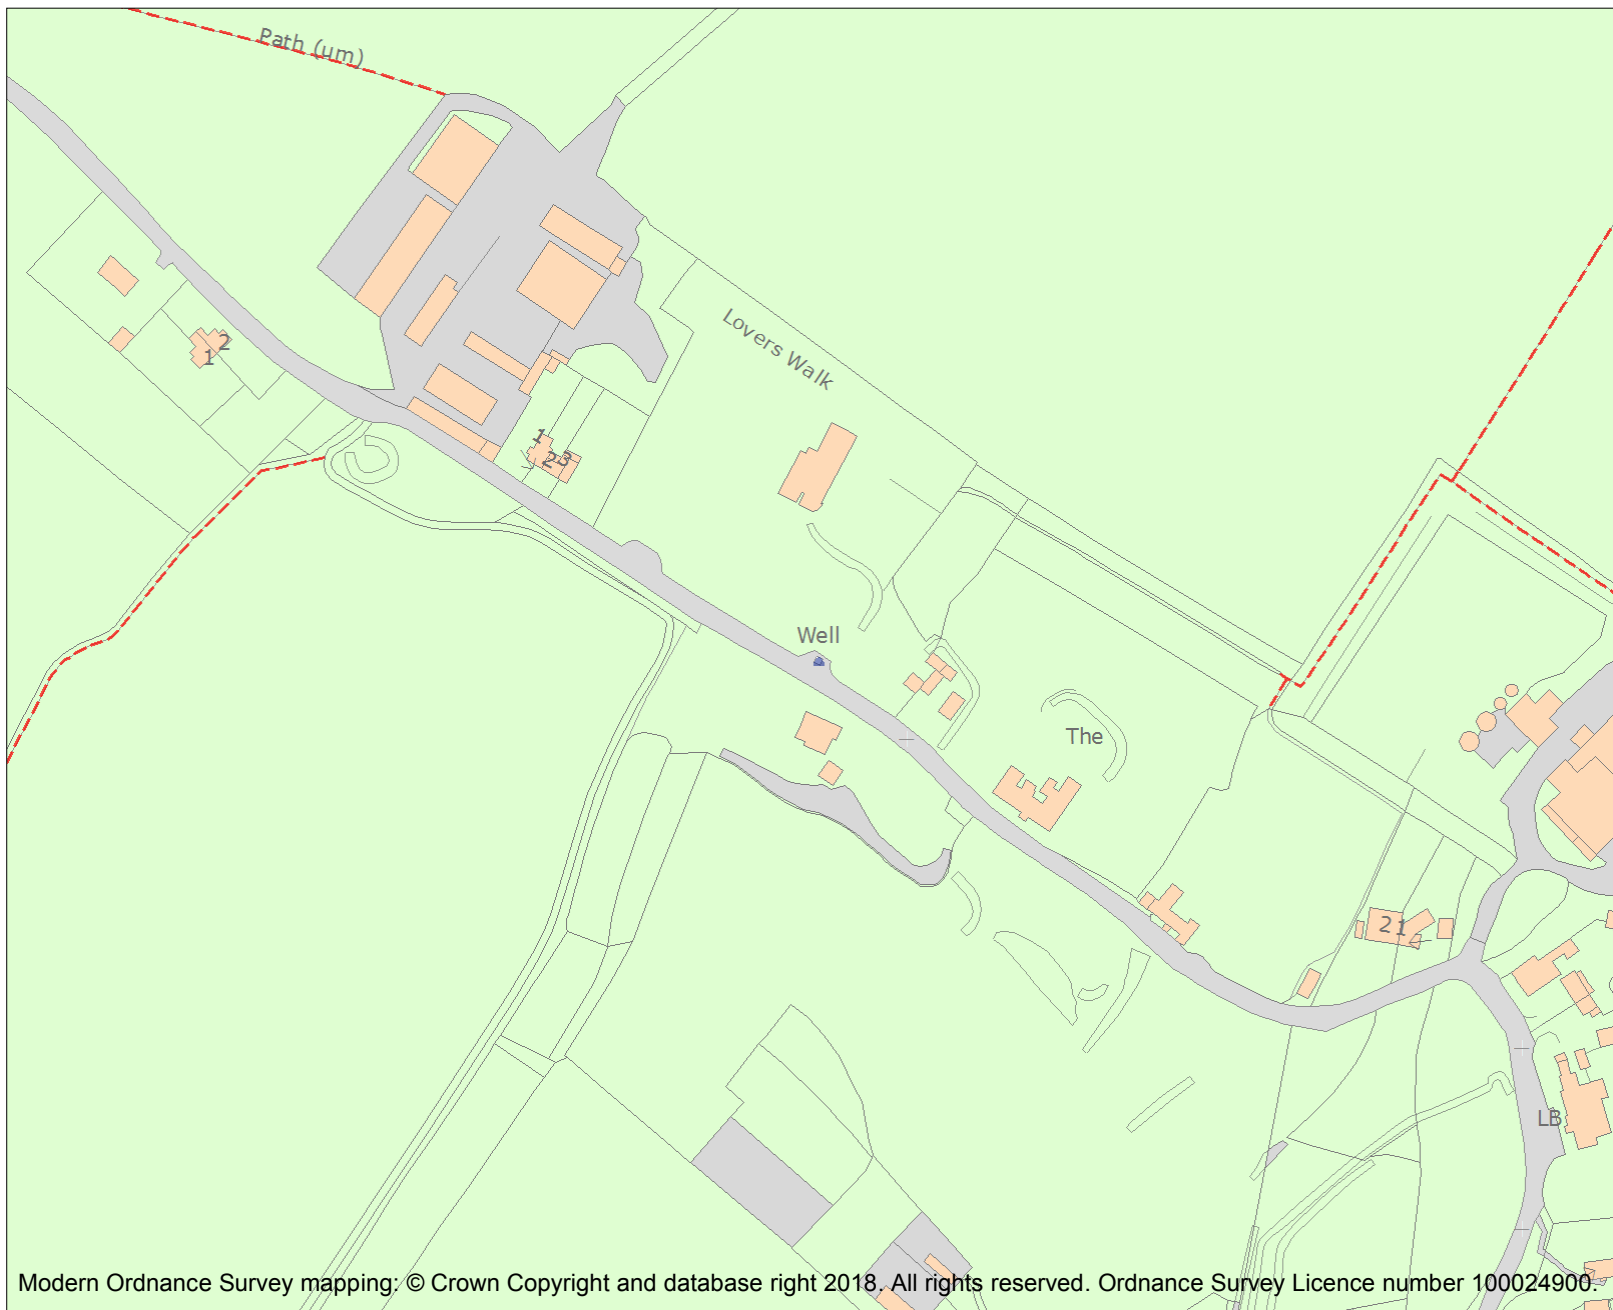 Path (um)
2
1
Lovers Walk
1
2
3
Well
The
2
1
LB
Modern Ordnance Survey mapping: © Crown Copyright and database right 2018. All rights reserved. Ordnance Survey Licence number 100024900.